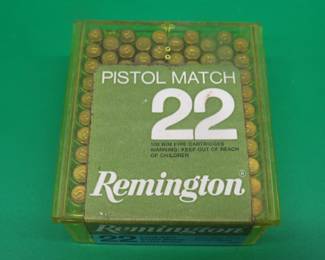 PISTOL MATCH
22
100 RIM FIRE CARTRIDGES
WARNING: KEEP OUT OF REACH
OF CHILDREN
Remington®
22